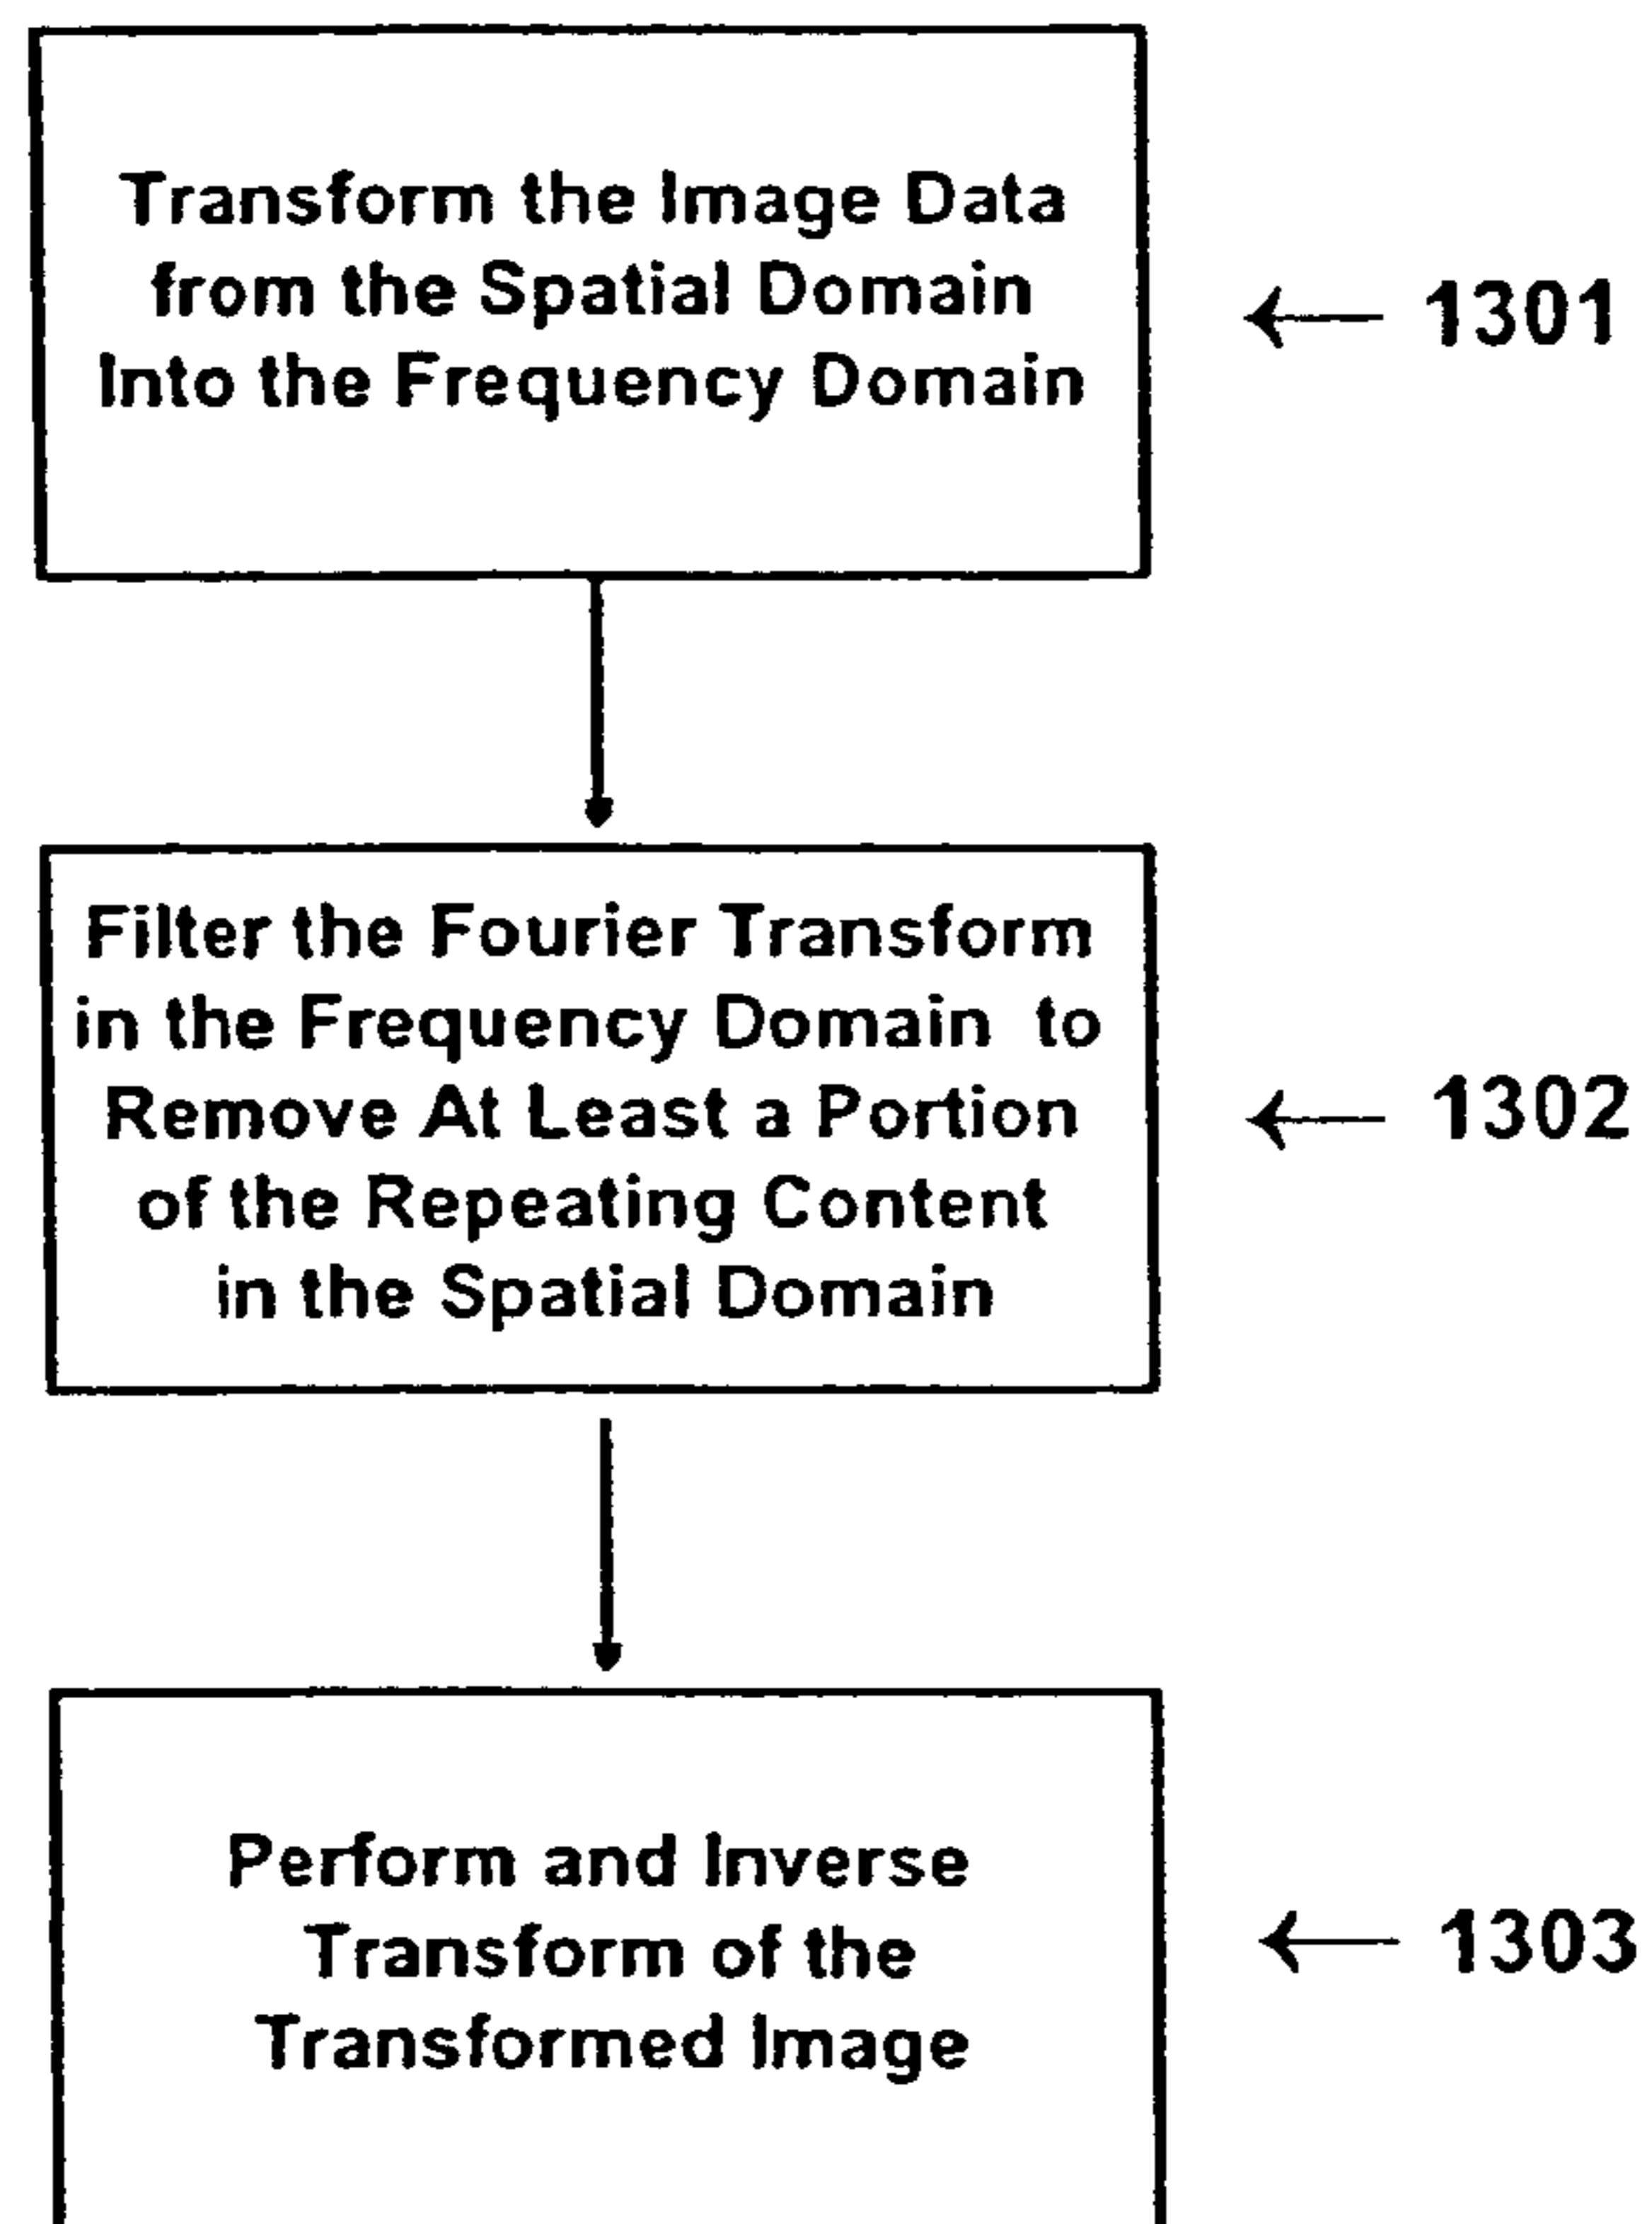 Transform the Image Data
from the Spatial Domain
Into the Frequency Domain
1301
Filter the Fourier Transform
in the Frequency Domain to
Remove At Least a Portion
of the Repeating Content
in the Spatial Domain
1302
Perform and Inverse
Transform of the
Transformed Image
1303